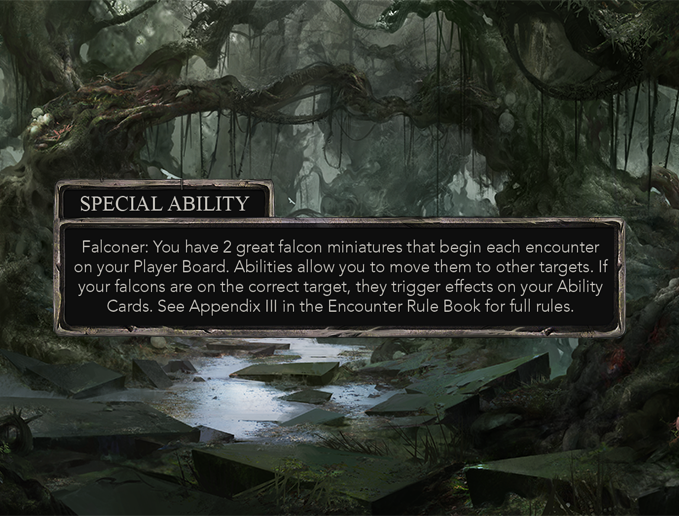 SPECIAL ABILITY
Falconer: You have 2 great falcon miniatures that begin each encounter
on your Player Board. Abilities allow you to move them to other targets. If
your falcons are on the correct target, they trigger effects on your Ability
Cards. See Appendix III in the Encounter Rule Book for full rules.